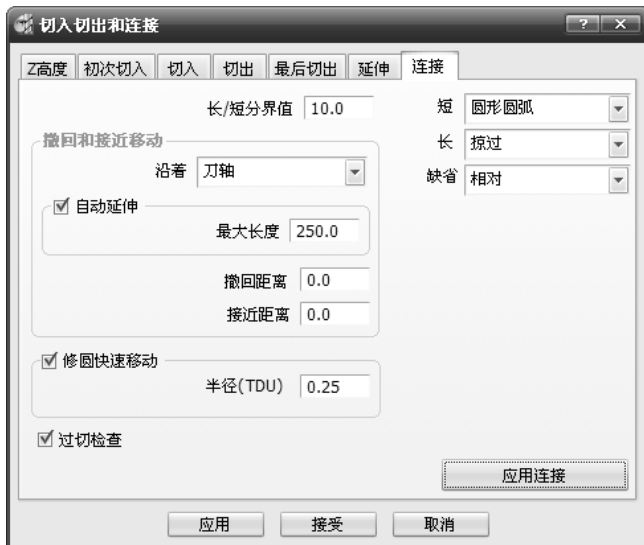 切入切出和连接
Z高度 初次切入 切入 切出 最后切出 延伸 连接
长/短分界值 10.0
短 圆形圆弧
撤回和接近移动
长 掠过
沿着 刀轴
缺省 相对
自动延伸
最大长度 250.0
撤回距离 0.0
接近距离 0.0
修圆快速移动
半径(TDU) 0.25
过切检查
应用连接
应用 接受 取消